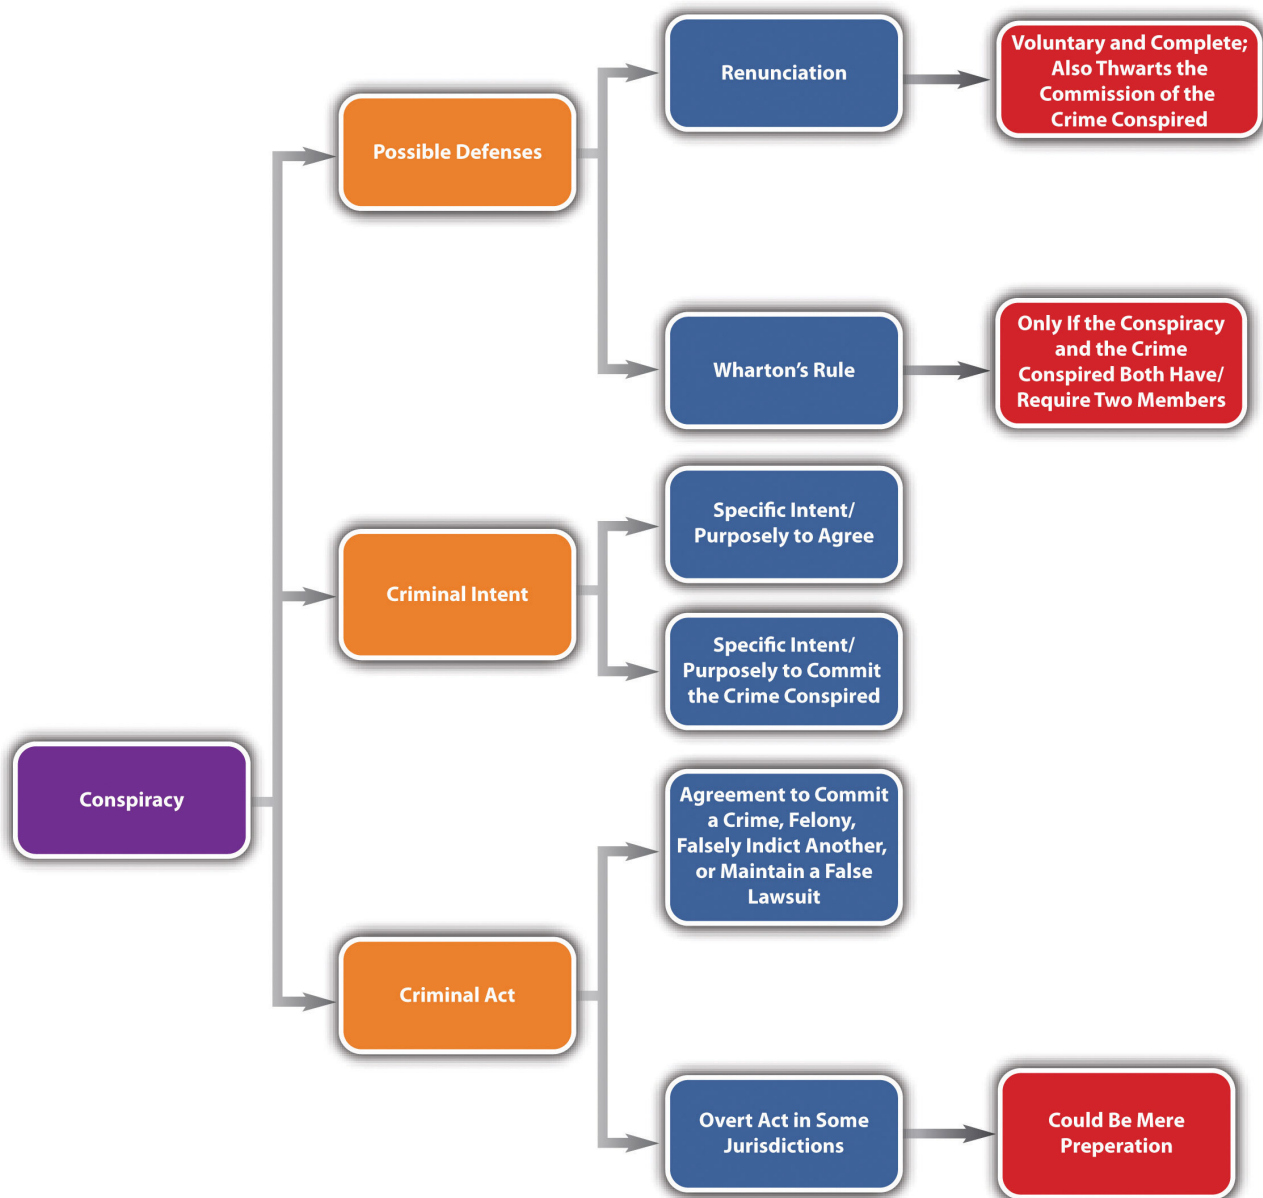 Renunciation
Voluntary and Complete;
Also Thwarts the
Commission of the
Crime Conspired
Possible Defenses
Wharton's Rule
Only If the Conspiracy
and the Crime
Conspired Both Have/
Require Two Members
Specific Intent/
Purposely to Agree
Criminal Intent
Specific Intent/
Purposely to Commit
the Crime Conspired
Conspiracy
Agreement to Commit
a Crime, Felony,
Falsely Indict Another,
or Maintain a False
Lawsuit
Criminal Act
Overt Act in Some
Jurisdictions
Could Be Mere
Preperation